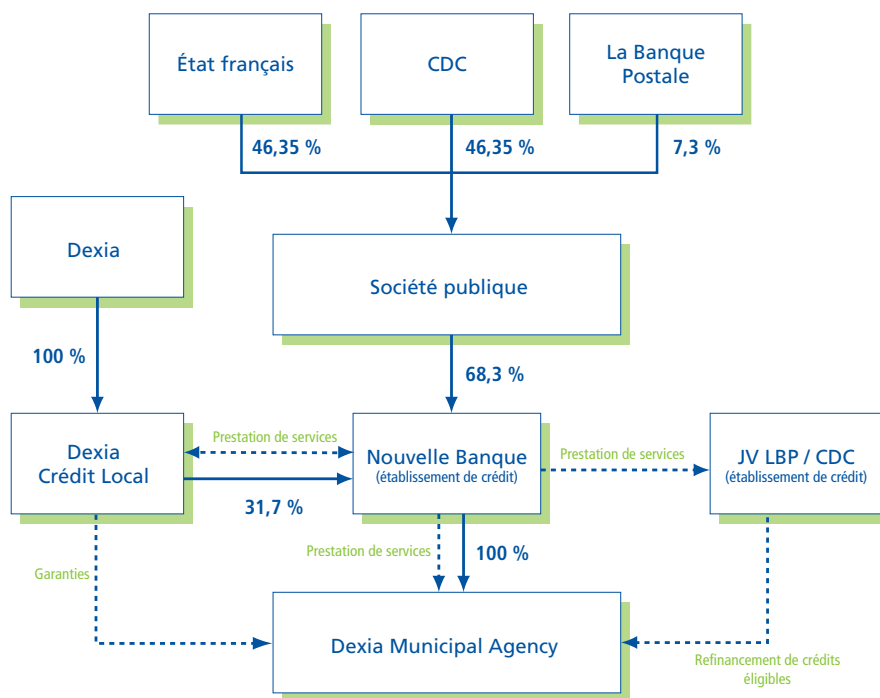 État français
CDC
La Banque
Postale
46,35 %
46,35 %
7,3 %
Dexia
Société publique
100 %
68,3 %
Dexia
Crédit Local
Prestation de services
Nouvelle Banque
(établissement de crédit)
Prestation de services
JV LBP / CDC
(établissement de crédit)
31,7 %
Garanties
Prestation de services
100 %
Dexia Municipal Agency
Refinancement de crédits
éligibles